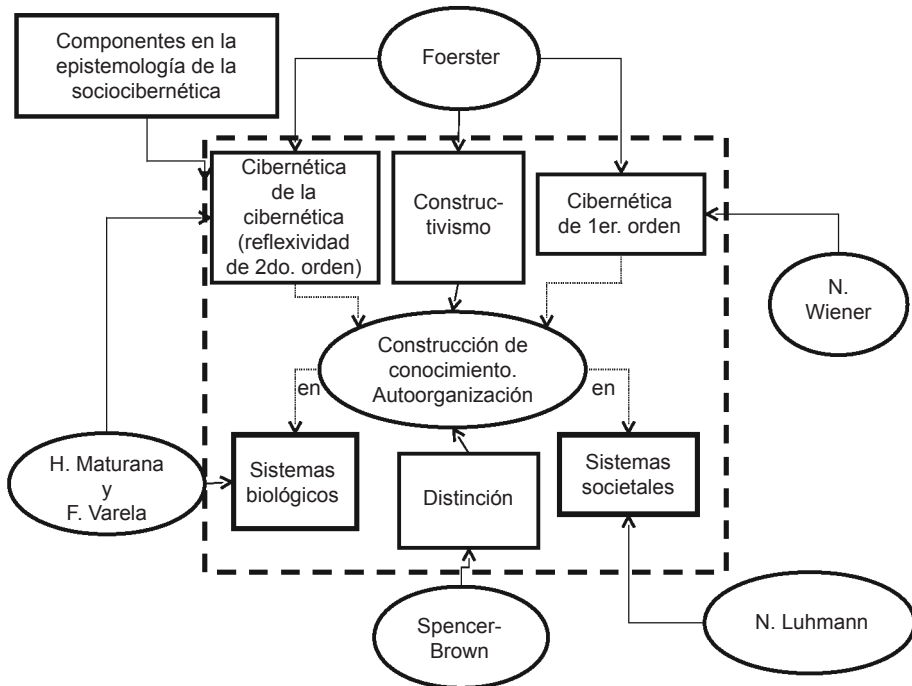 Componentes en la
epistemología de la
sociocibernética
Foerster
Cibernética
de la
cibernética
(reflexividad
de 2do. orden)
Construc-
tivismo
Cibernética
de 1er. orden
N.
Wiener
Construcción de
conocimiento.
Autoorganización
en
en
H. Maturana
y
F. Varela
Sistemas
biológicos
Distinción
Sistemas
societales
Spencer-
Brown
N. Luhmann